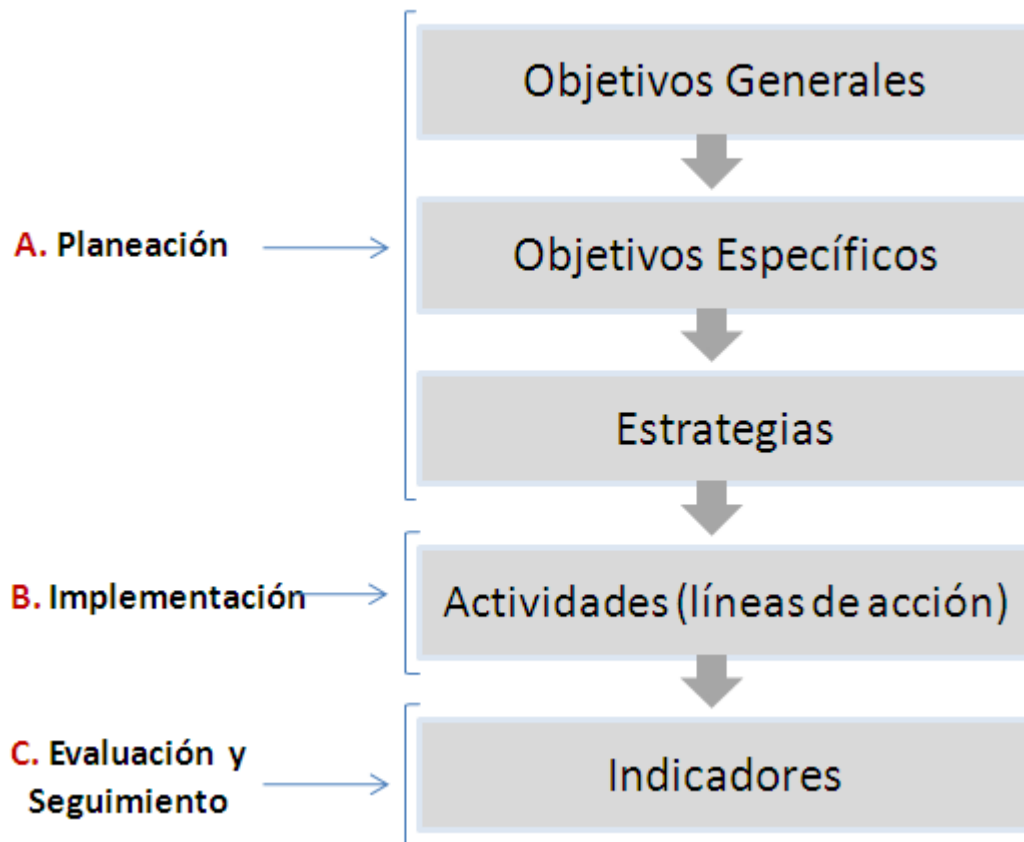 Objetivos Generales
A. Planeación
Objetivos Específicos
Estrategias
B. Implementación
Actividades (líneas de acción)
C. Evaluación y
Seguimiento
Indicadores